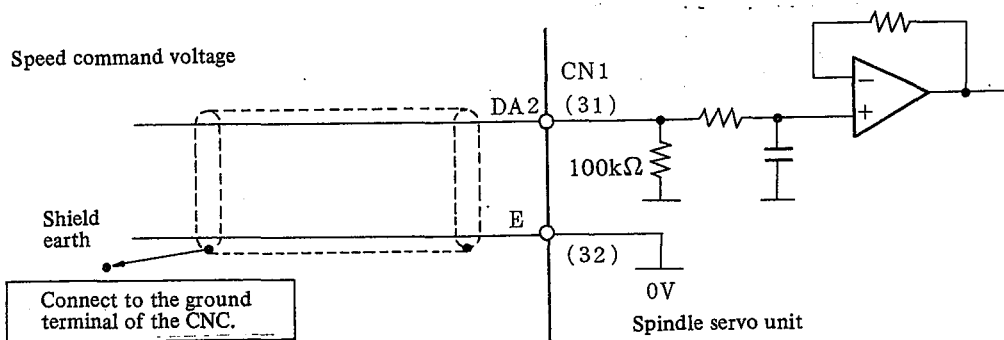 Speed command voltage
CN1
DA2
(31)
−
+
100kΩ
Shield
earth
E
(32)
0V
Connect to the ground
terminal of the CNC.
Spindle servo unit